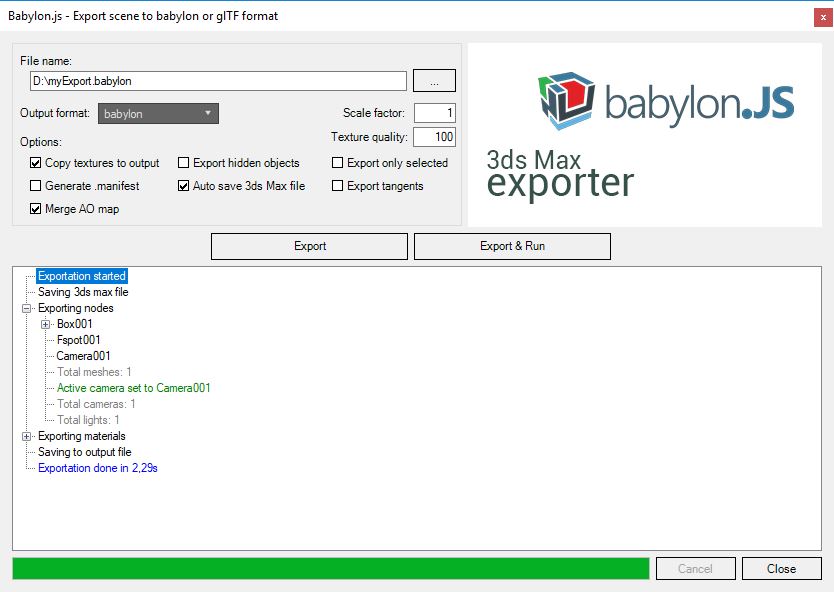 Babylon.js - Export scene to babylon or glTF format
x
File name:
D:\myExport.babylon
...
Output format: babylon
Scale factor: 1
Texture quality: 100
Options:
Copy textures to output Export hidden objects Export only selected
Generate .manifest Auto save 3ds Max file Export tangents
Merge AO map
babylon.JS
3ds Max
exporter
Export Export & Run
Exportation started
Saving 3ds max file
Exporting nodes
Box001
Fspot001
Camera001
Total meshes: 1
Active camera set to Camera001
Total cameras: 1
Total lights: 1
Exporting materials
Saving to output file
Exportation done in 2,29s
Cancel Close